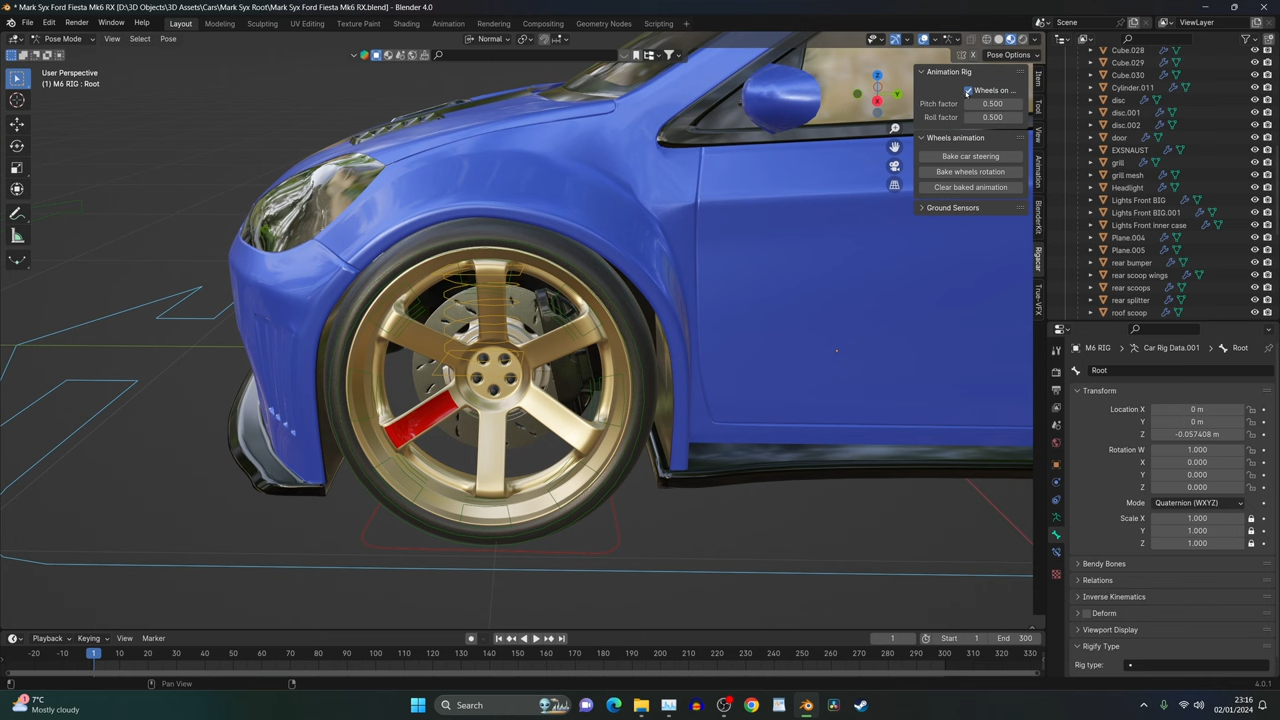 * Mark Syx Ford Fiesta Mk6 RX [D:\3D Objects\3D Assets\Cars\Mark Syx Root\Mark Syx Ford Fiesta Mk6 RX.blend] - Blender 4.0
File Edit Render Window Help Layout Modeling Sculpting UV Editing Texture Paint Shading Animation Rendering Compositing Geometry Nodes Scripting + Scene ViewLayer
Pose Mode View Select Pose Normal
X Pose Options
User Perspective
(1) M6 RIG : Root
Z
Y
X
Animation Rig
Wheels on ...
Pitch factor 0.500
Roll factor 0.500
Wheels animation
Bake car steering
Bake wheels rotation
Clear baked animation
Ground Sensors
Item
Tool
View
Animation
BlenderKit
Rigacar
True-VFX
Cube.028
Cube.029
Cube.030
Cylinder.011
disc
disc.001
disc.002
door
EXSNAUST
grill
grill mesh
Headlight
Lights Front BIG
Lights Front BIG.001
Lights Front inner case
Plane.004
Plane.005
rear bumper
rear scoop wings
rear scoops
rear splitter
roof scoop
M6 RIG Car Rig Data.001 Root
Root
Transform
Location X 0 m
Y 0 m
Z -0.057408 m
Rotation W 1.000
X 0.000
Y 0.000
Z 0.000
Mode Quaternion (WXYZ)
Scale X 1.000
Y 1.000
Z 1.000
Bendy Bones
Relations
Inverse Kinematics
Deform
Viewport Display
Rigify Type
Rig type:
Playback Keying View Marker 1 Start 1 End 300
-20 -10 1 10 20 30 40 50 60 70 80 90 100 110 120 130 140 150 160 170 180 190 200 210 220 230 240 250 260 270 280 290 300 310 320 330
Pan View 4.0.1
7°C
Mostly cloudy
Search
23:16
02/01/2024